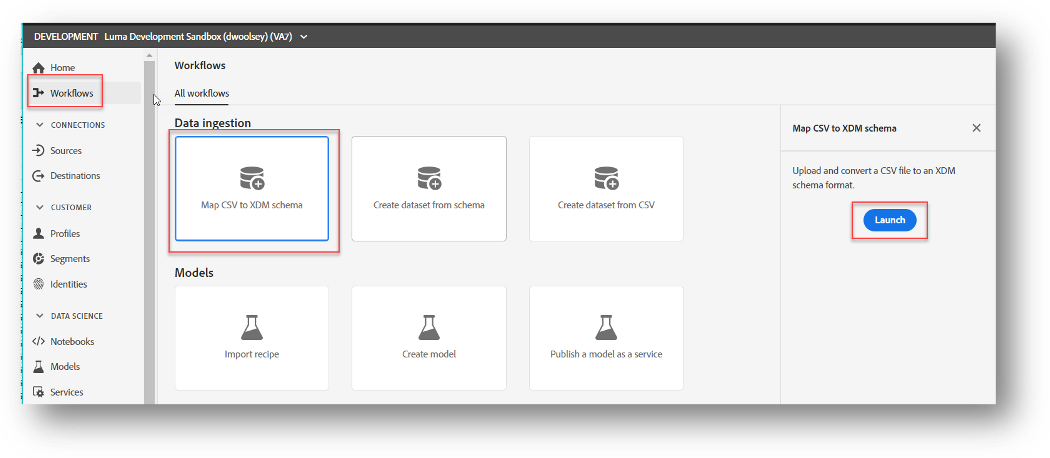 DEVELOPMENT Luma Development Sandbox (dwoolsey) (VA7)
Home
Workflows
CONNECTIONS
Sources
Destinations
CUSTOMER
Profiles
Segments
Identities
DATA SCIENCE
Notebooks
Models
Services
Workflows
All workflows
Data ingestion
Map CSV to XDM schema
Create dataset from schema
Create dataset from CSV
Models
Import recipe
Create model
Publish a model as a service
Map CSV to XDM schema
Upload and convert a CSV file to an XDM
schema format.
Launch